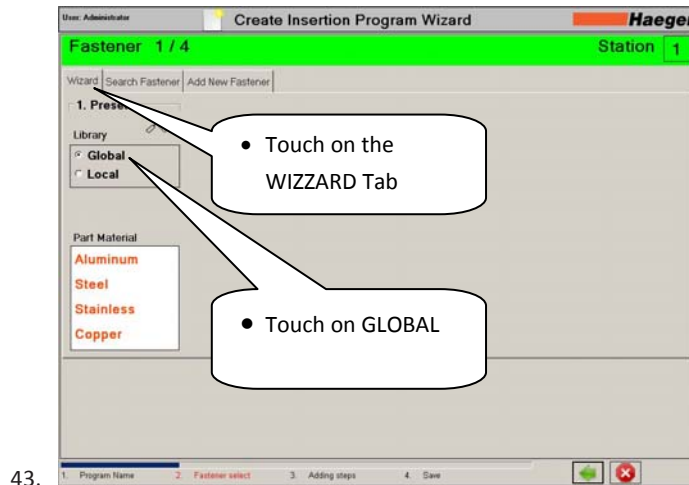 User: Administrator
Create Insertion Program Wizard
Haeger
Fastener 1 / 4
Station 1
Wizard Search Fastener Add New Fastener
1.
Library
Global
Local
• Touch on the
WIZZARD Tab
Part Material
Aluminum
Steel
Stainless
Copper
• Touch on GLOBAL
43.
1. Program Name 2. Fastener select 3. Adding steps 4. Save